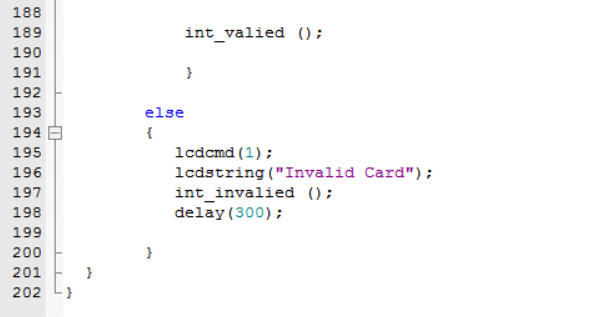 188
189 int_valied ();
190
191 }
192
193 else
194 {
195 lcdcmd(1);
196 lcdstring("Invalid Card");
197 int_invalied ();
198 delay(300);
199
200 }
201 }
202 }